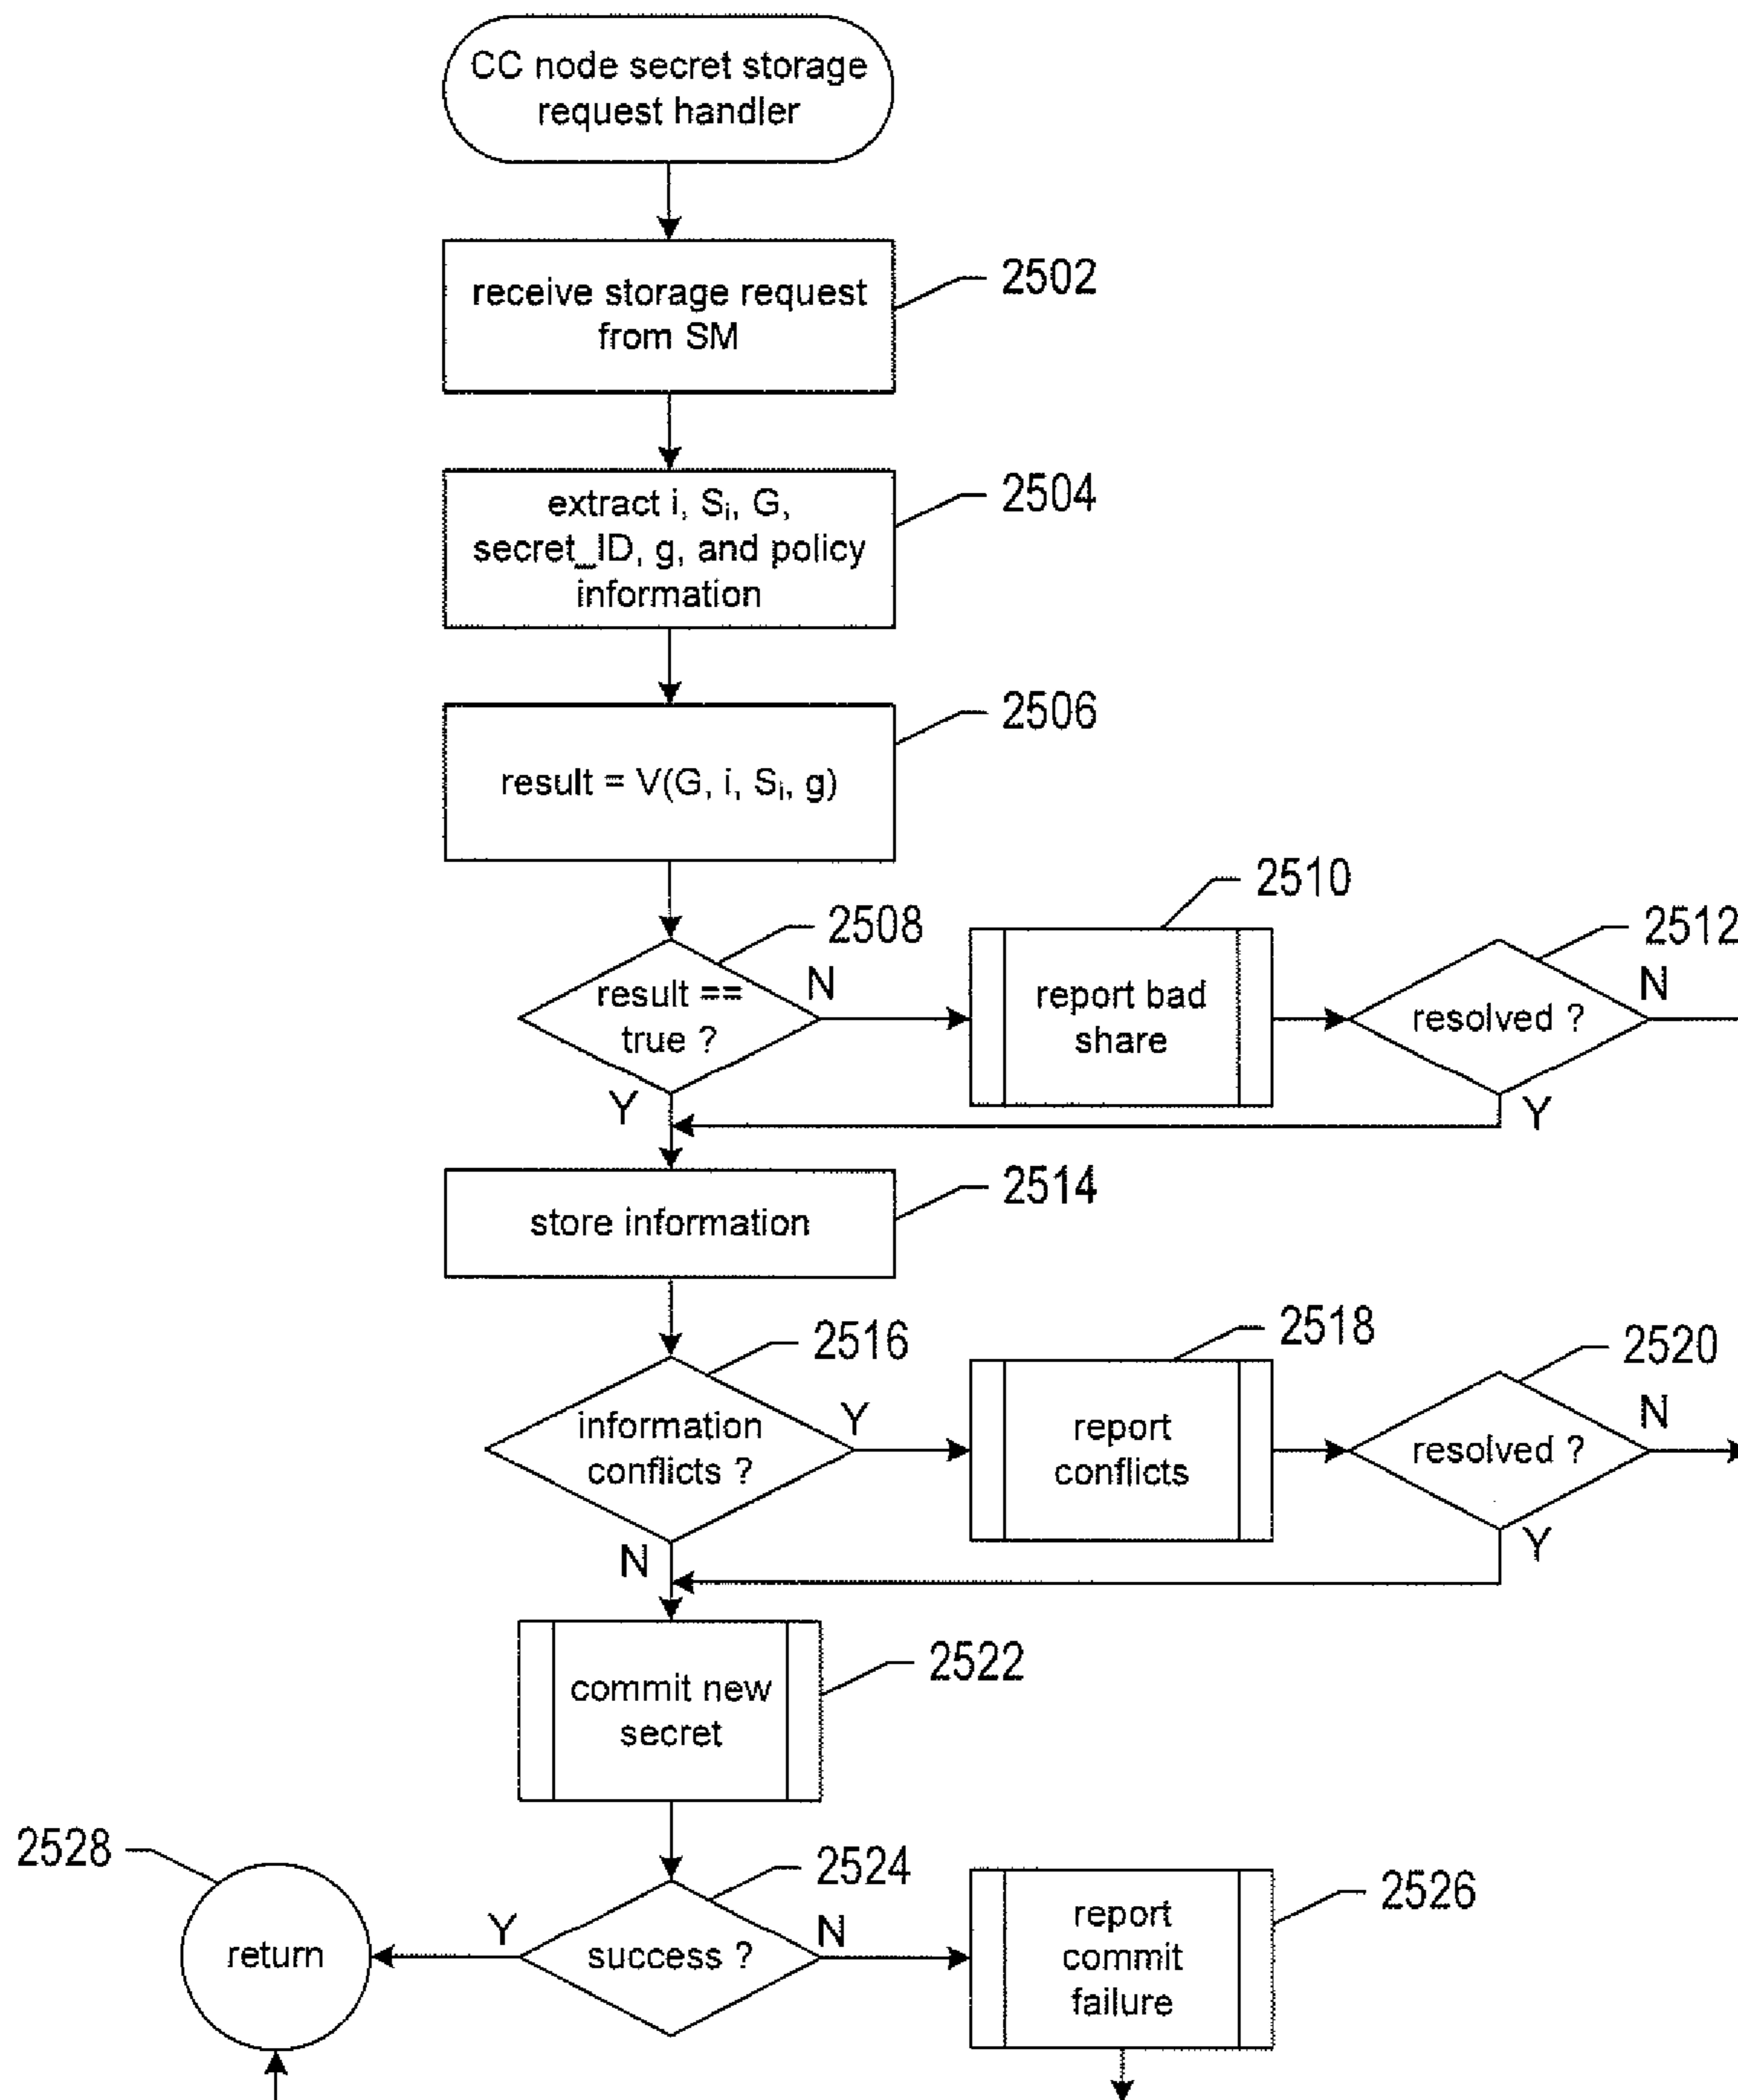 CC node secret storage
request handler
2502
receive storage request
from SM
2504
extract i, Sᵢ, G,
secret_ID, g, and policy
information
2506
result = V(G, i, Sᵢ, g)
2510
2508
2512
result ==
true ?
N
report bad
share
resolved ?
N
Y
Y
2514
store information
2516
2518
2520
information
conflicts ?
Y
report
conflicts
resolved ?
N
N
Y
2522
commit new
secret
2528
2524
2526
return
Y
success ?
N
report
commit
failure